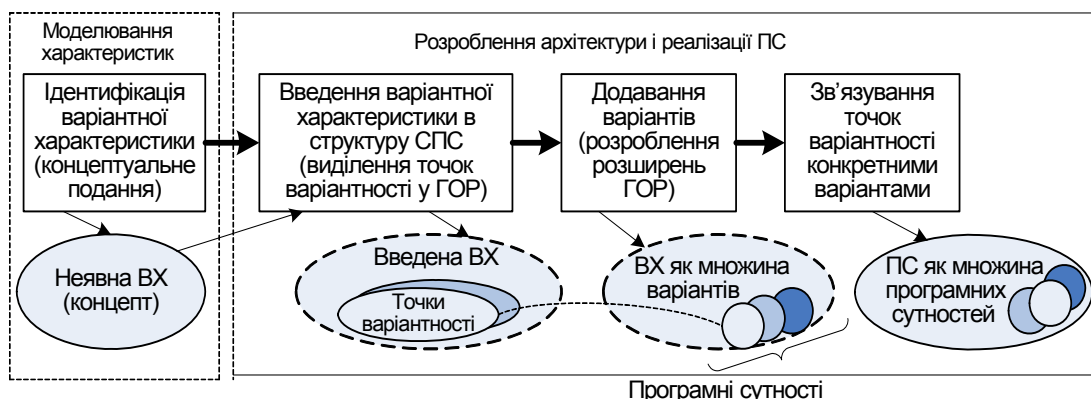 Моделювання
характеристик
Розроблення архітектури і реалізації ПС
Ідентифікація
варіантної
характеристики
(концептуальне
подання)
Введення варіантної
характеристики в
структуру СПС
(виділення точок
варіантності у ГОР)
Додавання
варіантів
(розроблення
розширень
ГОР)
Зв’язування
точок
варіантності
конкретними
варіантами
Неявна ВХ
(концепт)
Введена ВХ
Точки
варіантності
ВХ як множина
варіантів
ПС як множина
програмних
сутностей
Програмні сутності